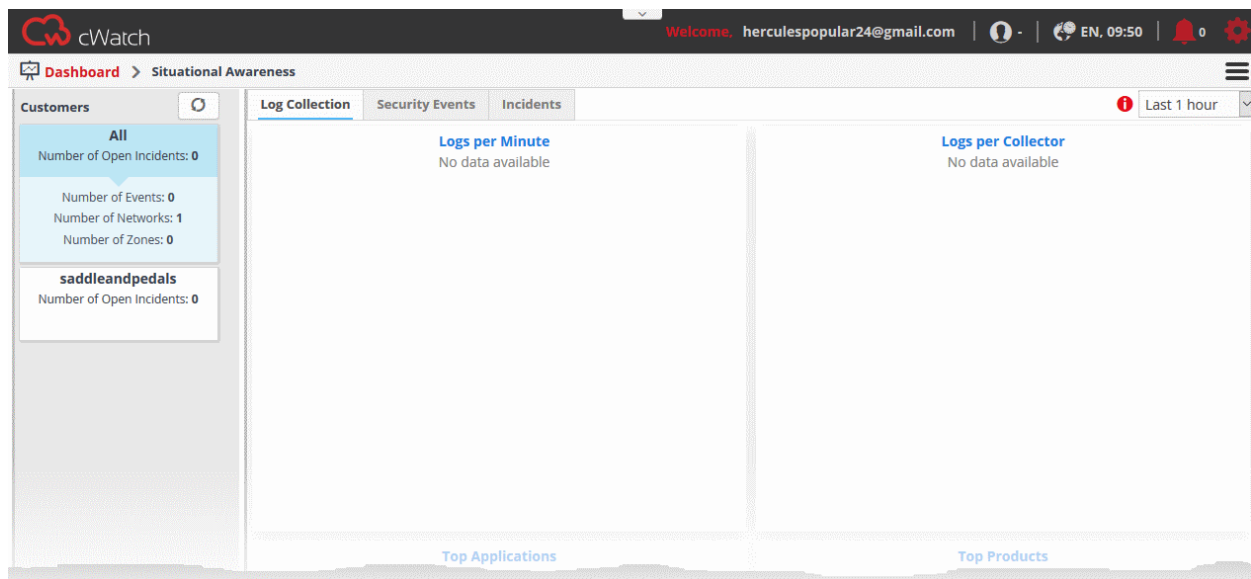 cWatch
Welcome, herculespopular24@gmail.com | - | EN, 09:50 | 0
Dashboard > Situational Awareness
Customers
Log Collection
Security Events
Incidents
Last 1 hour
All
Number of Open Incidents: 0
Number of Events: 0
Number of Networks: 1
Number of Zones: 0
saddleandpedals
Number of Open Incidents: 0
Logs per Minute
No data available
Logs per Collector
No data available
Top Applications
Top Products